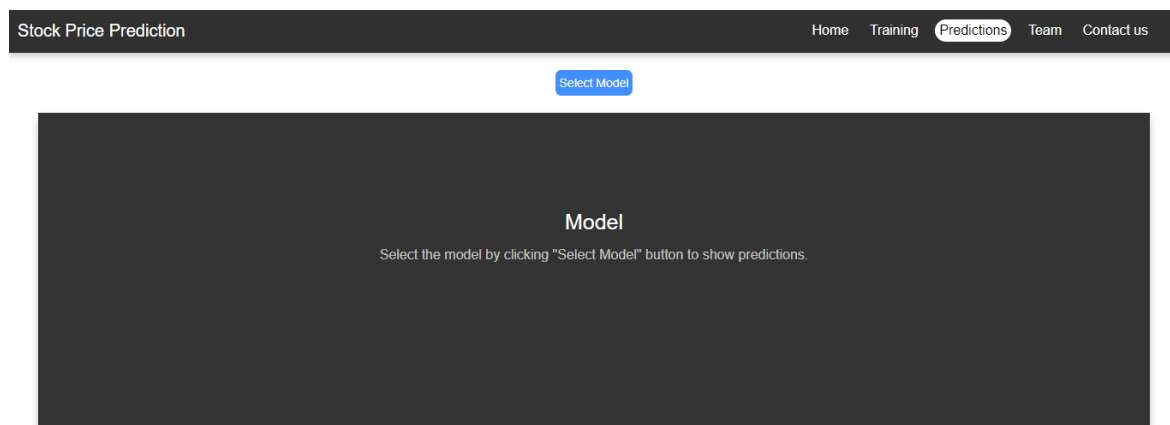 Stock Price Prediction Home Training Predictions Team Contact us
Select Model
Model
Select the model by clicking "Select Model" button to show predictions.